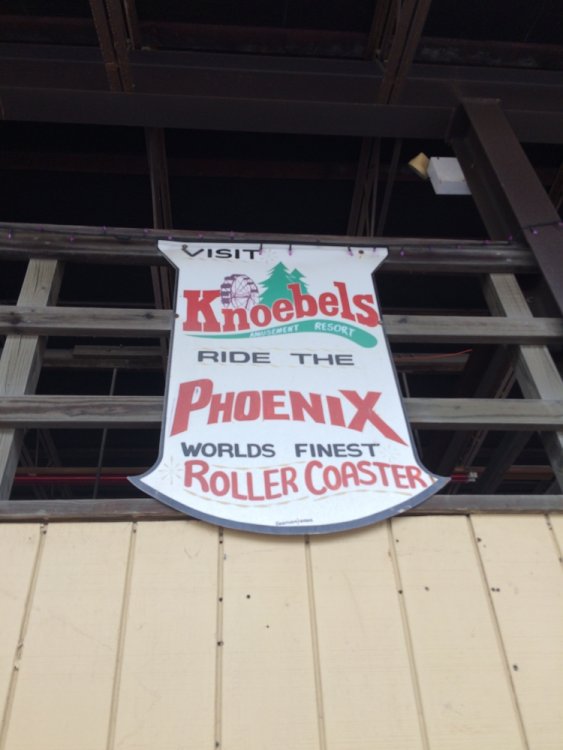 VISIT
Knoebels
AMUSEMENT RESORT
RIDE THE
PHOENIX
WORLDS FINEST
ROLLER COASTER